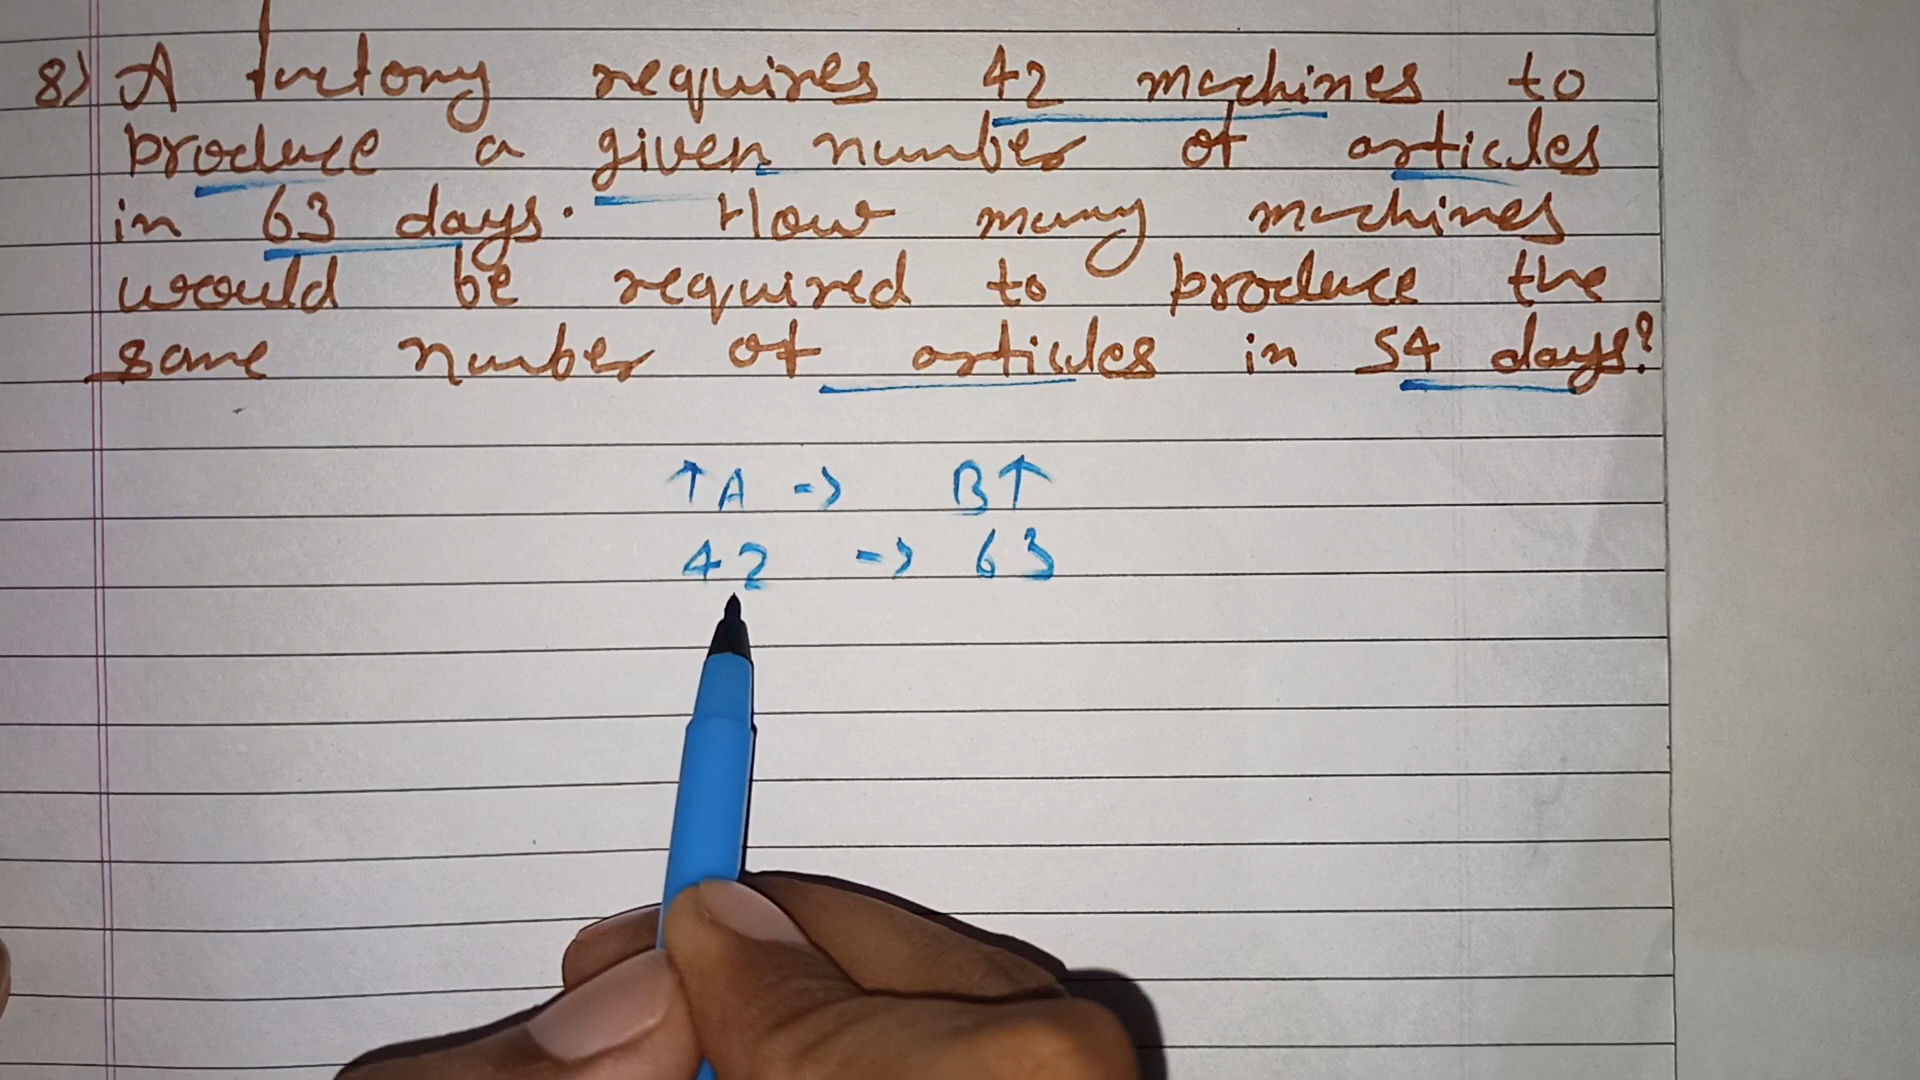 8) A factory requires 42 machines to
produce a given number of articles
in 63 days. How many machines
would be required to produce the
same number of articles in 54 days?
↑ A => B ↑
42 => 63